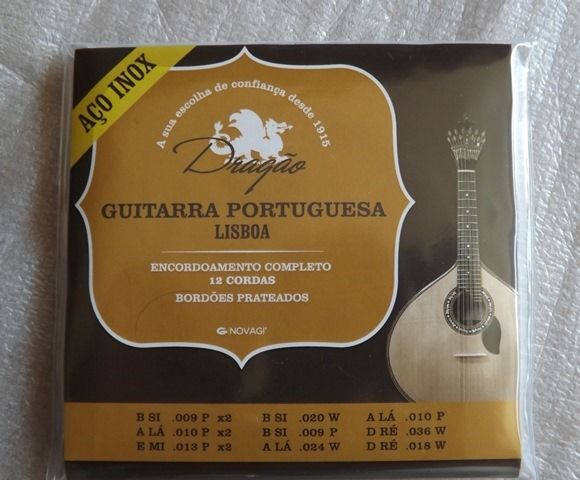 AÇO INOX
A sua escolha de confiança desde 1915
Dragão
GUITARRA PORTUGUESA
LISBOA
ENCORDOAMENTO COMPLETO
12 CORDAS
BORDÕES PRATEADOS
G NOVAGI'
B SI .009 P x2 B SI .020 W A LÁ .010 P
A LÁ .010 P x2 B SI .009 P D RÉ .036 W
E MI .013 P x2 A LÁ .024 W D RÉ .018 W